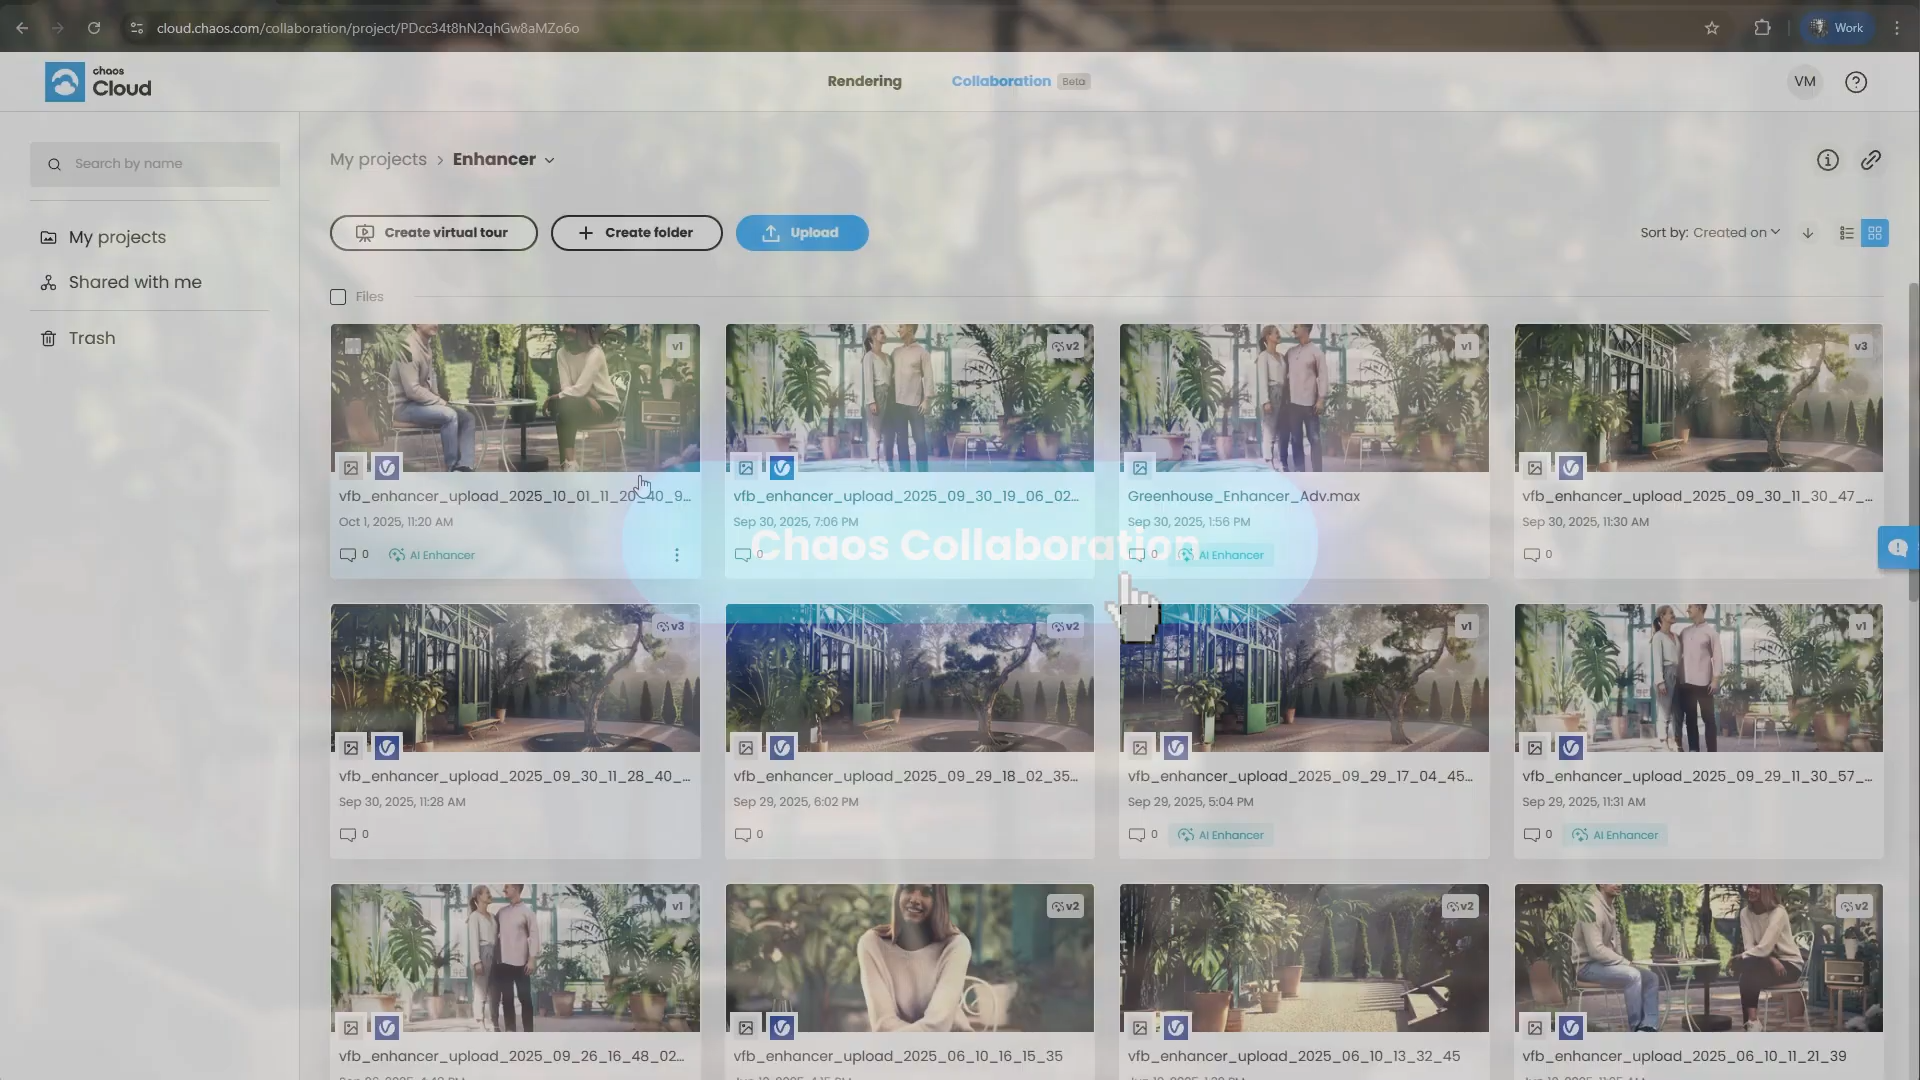 cloud.chaos.com/collaboration/project/PDcc34t8hN2qhGw8aMZo6o
Work
chaos
Cloud
Rendering
Collaboration Beta
VM
Search by name
My projects
Shared with me
Trash
My projects > Enhancer
Create virtual tour
+ Create folder
Upload
Sort by: Created on
Files
v1
v2
v1
v3
vfb_enhancer_upload_2025_10_01_11_20_40_9...
vfb_enhancer_upload_2025_09_30_19_06_02...
Greenhouse_Enhancer_Adv.max
vfb_enhancer_upload_2025_09_30_11_30_47_...
Oct 1, 2025, 11:20 AM
Sep 30, 2025, 7:06 PM
Sep 30, 2025, 1:56 PM
Sep 30, 2025, 11:30 AM
0 AI Enhancer
0
0 AI Enhancer
0
Chaos Collaboration
v3
v2
v1
v1
vfb_enhancer_upload_2025_09_30_11_28_40_...
vfb_enhancer_upload_2025_09_29_18_02_35...
vfb_enhancer_upload_2025_09_29_17_04_45...
vfb_enhancer_upload_2025_09_29_11_30_57_...
Sep 30, 2025, 11:28 AM
Sep 29, 2025, 6:02 PM
Sep 29, 2025, 5:04 PM
Sep 29, 2025, 11:31 AM
0
0
0 AI Enhancer
0 AI Enhancer
v1
v2
v2
v2
vfb_enhancer_upload_2025_09_26_16_48_02...
vfb_enhancer_upload_2025_06_10_16_15_35
vfb_enhancer_upload_2025_06_10_13_32_45
vfb_enhancer_upload_2025_06_10_11_21_39